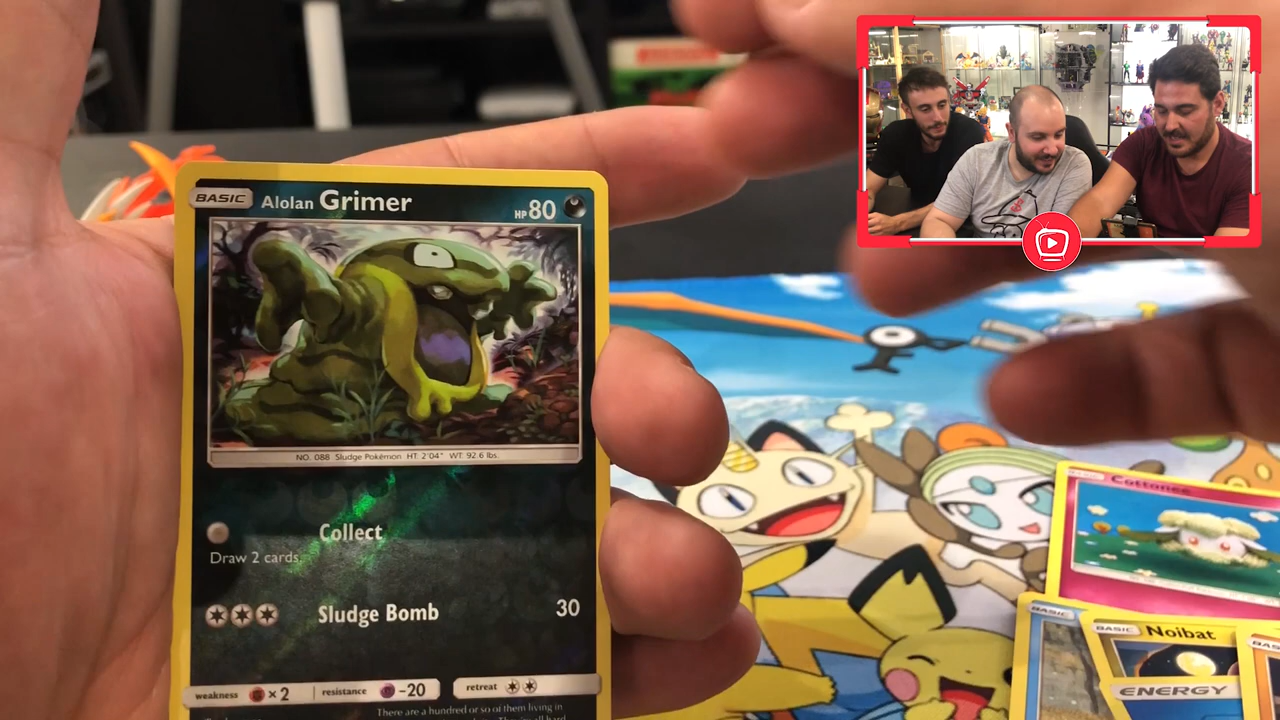 BASIC Alolan Grimer HP 80
NO. 088 Sludge Pokémon HT: 2'04" WT: 92.6 lbs.
Collect
Draw 2 cards.
Sludge Bomb 30
weakness ×2 resistance -20 retreat
There are a hundred or so of them living in
Cottonee
BASIC
BASIC Noibat
ENERGY